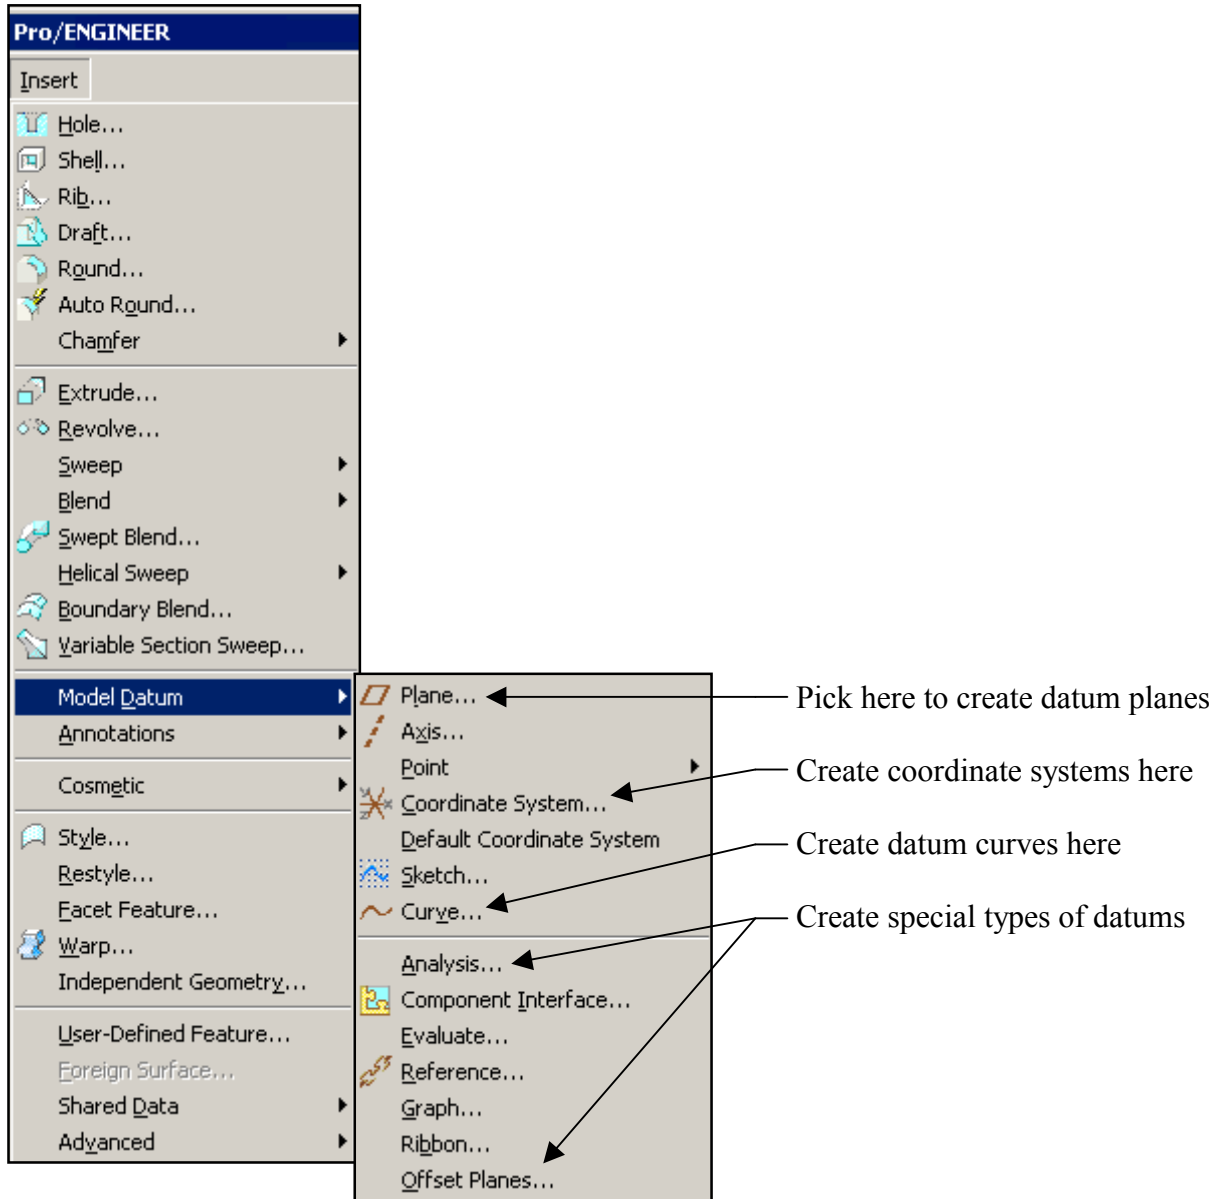 Pro/ENGINEER
Insert
Hole...
Shell...
Rib...
Draft...
Round...
Auto Round...
Chamfer
Extrude...
Revolve...
Sweep
Blend
Swept Blend...
Helical Sweep
Boundary Blend...
Variable Section Sweep...
Model Datum
Annotations
Cosmetic
Style...
Restyle...
Facet Feature...
Warp...
Independent Geometry...
User-Defined Feature...
Foreign Surface...
Shared Data
Advanced
Plane...
Axis...
Point
Coordinate System...
Default Coordinate System
Sketch...
Curve...
Analysis...
Component Interface...
Evaluate...
Reference...
Graph...
Ribbon...
Offset Planes...
Pick here to create datum planes
Create coordinate systems here
Create datum curves here
Create special types of datums